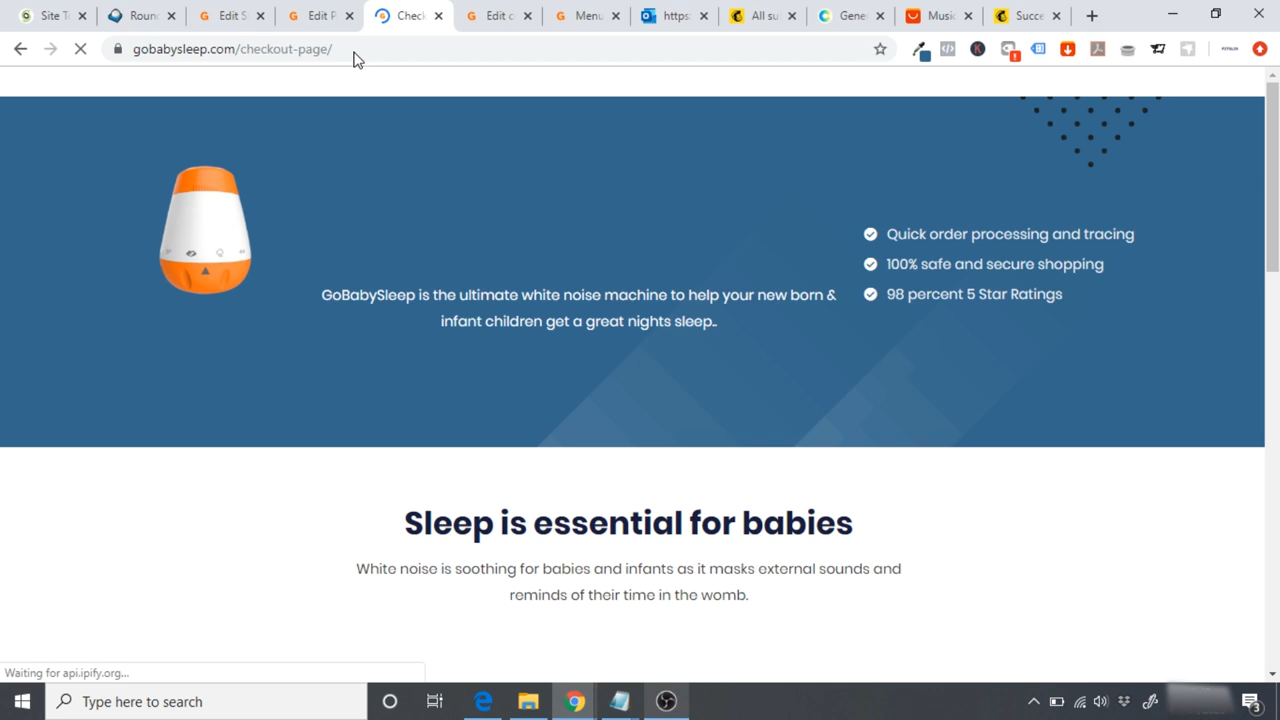 Site T
Roun
Edit S
Edit P
Check
Edit c
Menu
https:
All su
Gene
Music
Succe
gobabysleep.com/checkout-page/
Quick order processing and tracing
100% safe and secure shopping
98 percent 5 Star Ratings
GoBabySleep is the ultimate white noise machine to help your new born &
infant children get a great nights sleep..
Sleep is essential for babies
White noise is soothing for babies and infants as it masks external sounds and
reminds of their time in the womb.
Waiting for api.ipify.org...
Type here to search
3